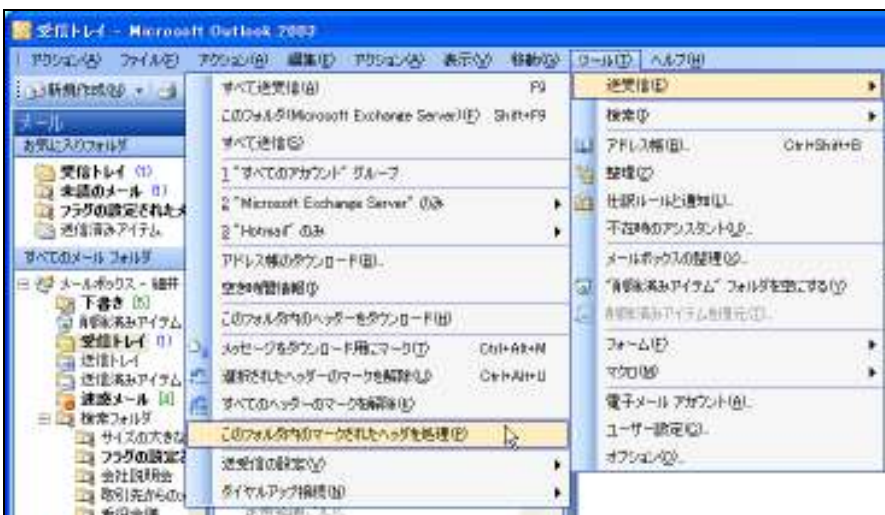 受信トレイ - Microsoft Outlook 2003
アクション(A) ファイル(F) アクション(A) 編集(E) アクション(A) 表示(V) 移動(G) ツール(T) ヘルプ(H)
新規作成(N)
メール
お気に入りフォルダ
受信トレイ (1)
未読のメール (1)
フラグの設定されたメ
送信済みアイテム
すべてのメール フォルダ
メールボックス - 細井
下書き [5]
削除済みアイテム
受信トレイ (1)
送信トレイ
送信済みアイテム
迷惑メール [4]
検索フォルダ
サイズの大きな
フラグの設定さ
会社説明会
取引先からの
すべて送受信(A) F9
このフォルダ(Microsoft Exchange Server)(F) Shift+F9
すべて送信(S)
1 "すべてのアカウント" グループ
2 "Microsoft Exchange Server" のみ
3 "Hotmail" のみ
アドレス帳のダウンロード(B)...
空き時間情報(I)
このフォルダ内のヘッダーをダウンロード(H)
メッセージをダウンロード用にマーク(T) Ctrl+Alt+M
選択されたヘッダーのマークを解除(U) Ctrl+Alt+U
すべてのヘッダーのマークを解除(K)
このフォルダ内のマークされたヘッダを処理(P)
送受信の設定(V)
ダイヤルアップ接続(N)
送受信(E)
検索(I)
アドレス帳(B)... Ctrl+Shift+B
整理(Z)
仕訳ルールと通知(L)...
不在時のアシスタント(U)...
メールボックスの整理(X)...
"削除済みアイテム" フォルダを空にする(Y)
削除済みアイテムを復元(I)...
フォーム(F)
マクロ(M)
電子メール アカウント(A)...
ユーザー設定(C)...
オプション(O)...